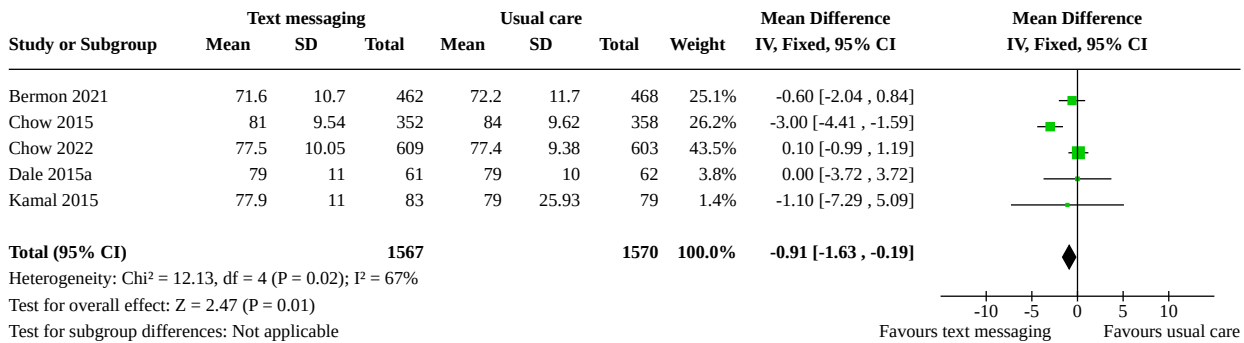 Text messaging Usual care Mean Difference Mean Difference
Study or Subgroup Mean SD Total Mean SD Total Weight IV, Fixed, 95% CI IV, Fixed, 95% CI
Bermon 2021 71.6 10.7 462 72.2 11.7 468 25.1% -0.60 [-2.04 , 0.84]
Chow 2015 81 9.54 352 84 9.62 358 26.2% -3.00 [-4.41 , -1.59]
Chow 2022 77.5 10.05 609 77.4 9.38 603 43.5% 0.10 [-0.99 , 1.19]
Dale 2015a 79 11 61 79 10 62 3.8% 0.00 [-3.72 , 3.72]
Kamal 2015 77.9 11 83 79 25.93 79 1.4% -1.10 [-7.29 , 5.09]
Total (95% CI) 1567 1570 100.0% -0.91 [-1.63 , -0.19]
Heterogeneity: Chi² = 12.13, df = 4 (P = 0.02); I² = 67%
Test for overall effect: Z = 2.47 (P = 0.01) -10 -5 0 5 10
Test for subgroup differences: Not applicable Favours text messaging Favours usual care